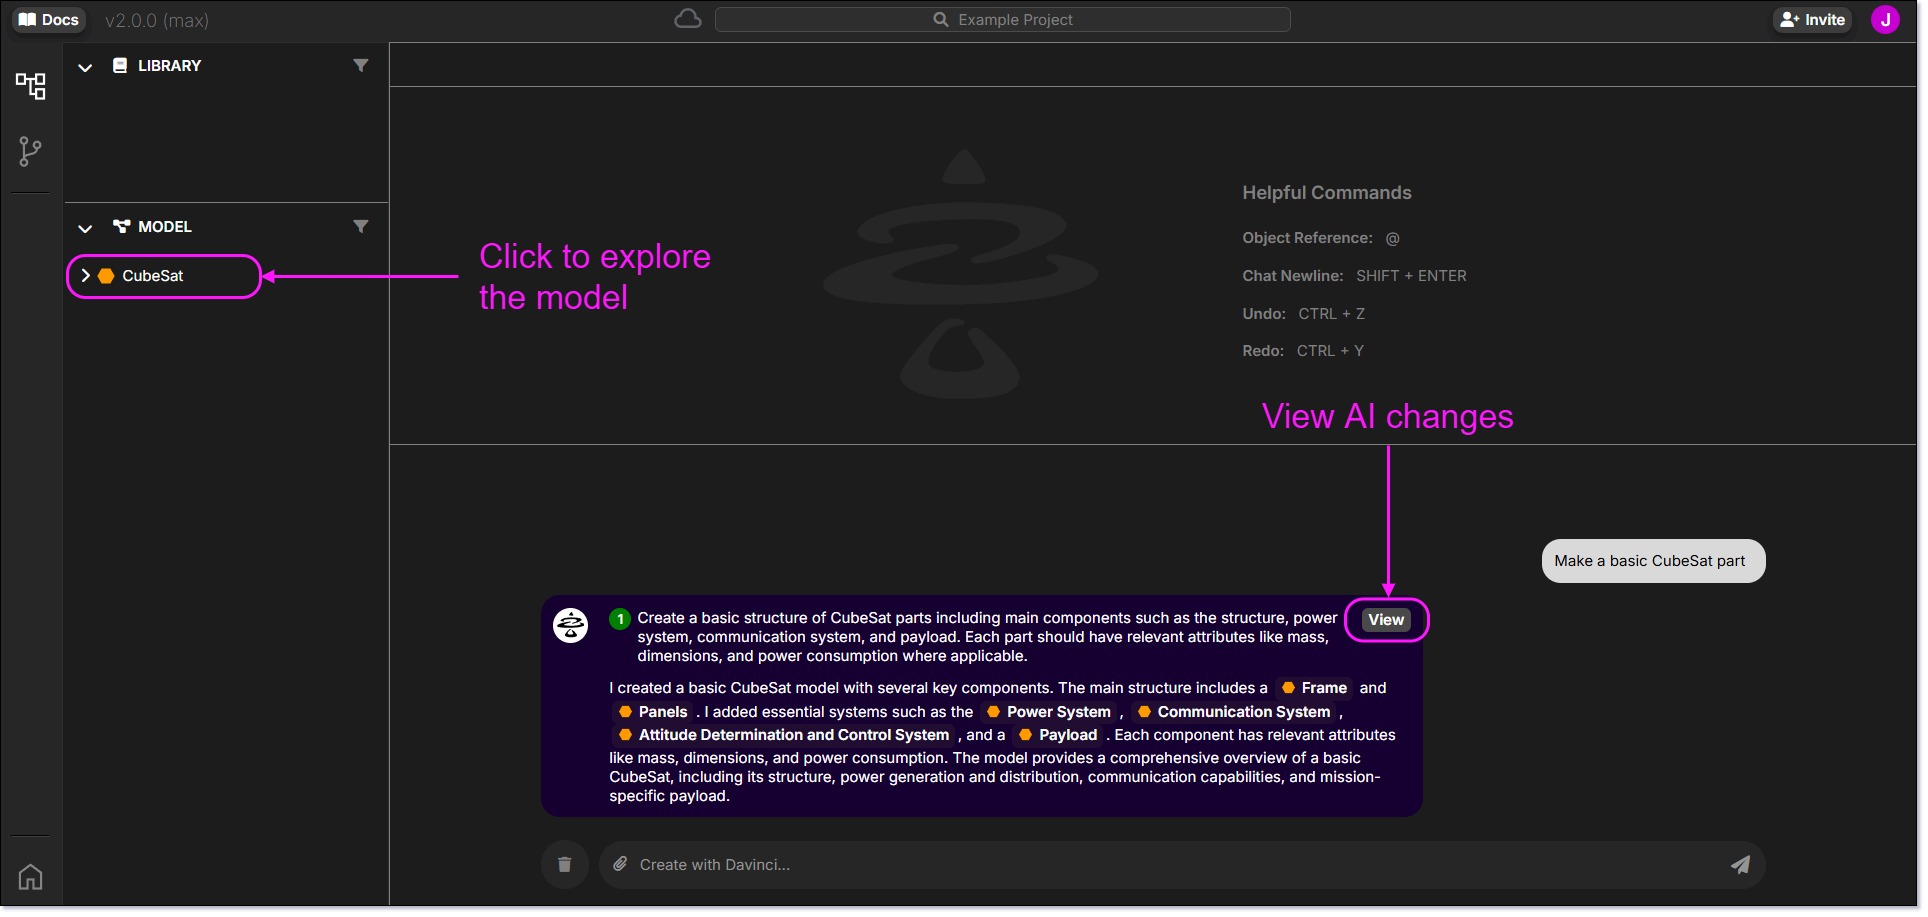 Docs v2.0.0 (max) Example Project Invite J
LIBRARY
MODEL
CubeSat
Click to explore
the model
Helpful Commands
Object Reference: @
Chat Newline: SHIFT + ENTER
Undo: CTRL + Z
Redo: CTRL + Y
View AI changes
Make a basic CubeSat part
1 Create a basic structure of CubeSat parts including main components such as the structure, power View
system, communication system, and payload. Each part should have relevant attributes like mass,
dimensions, and power consumption where applicable.
I created a basic CubeSat model with several key components. The main structure includes a Frame and
Panels . I added essential systems such as the Power System , Communication System ,
Attitude Determination and Control System , and a Payload . Each component has relevant attributes
like mass, dimensions, and power consumption. The model provides a comprehensive overview of a basic
CubeSat, including its structure, power generation and distribution, communication capabilities, and mission-
specific payload.
Create with Davinci...